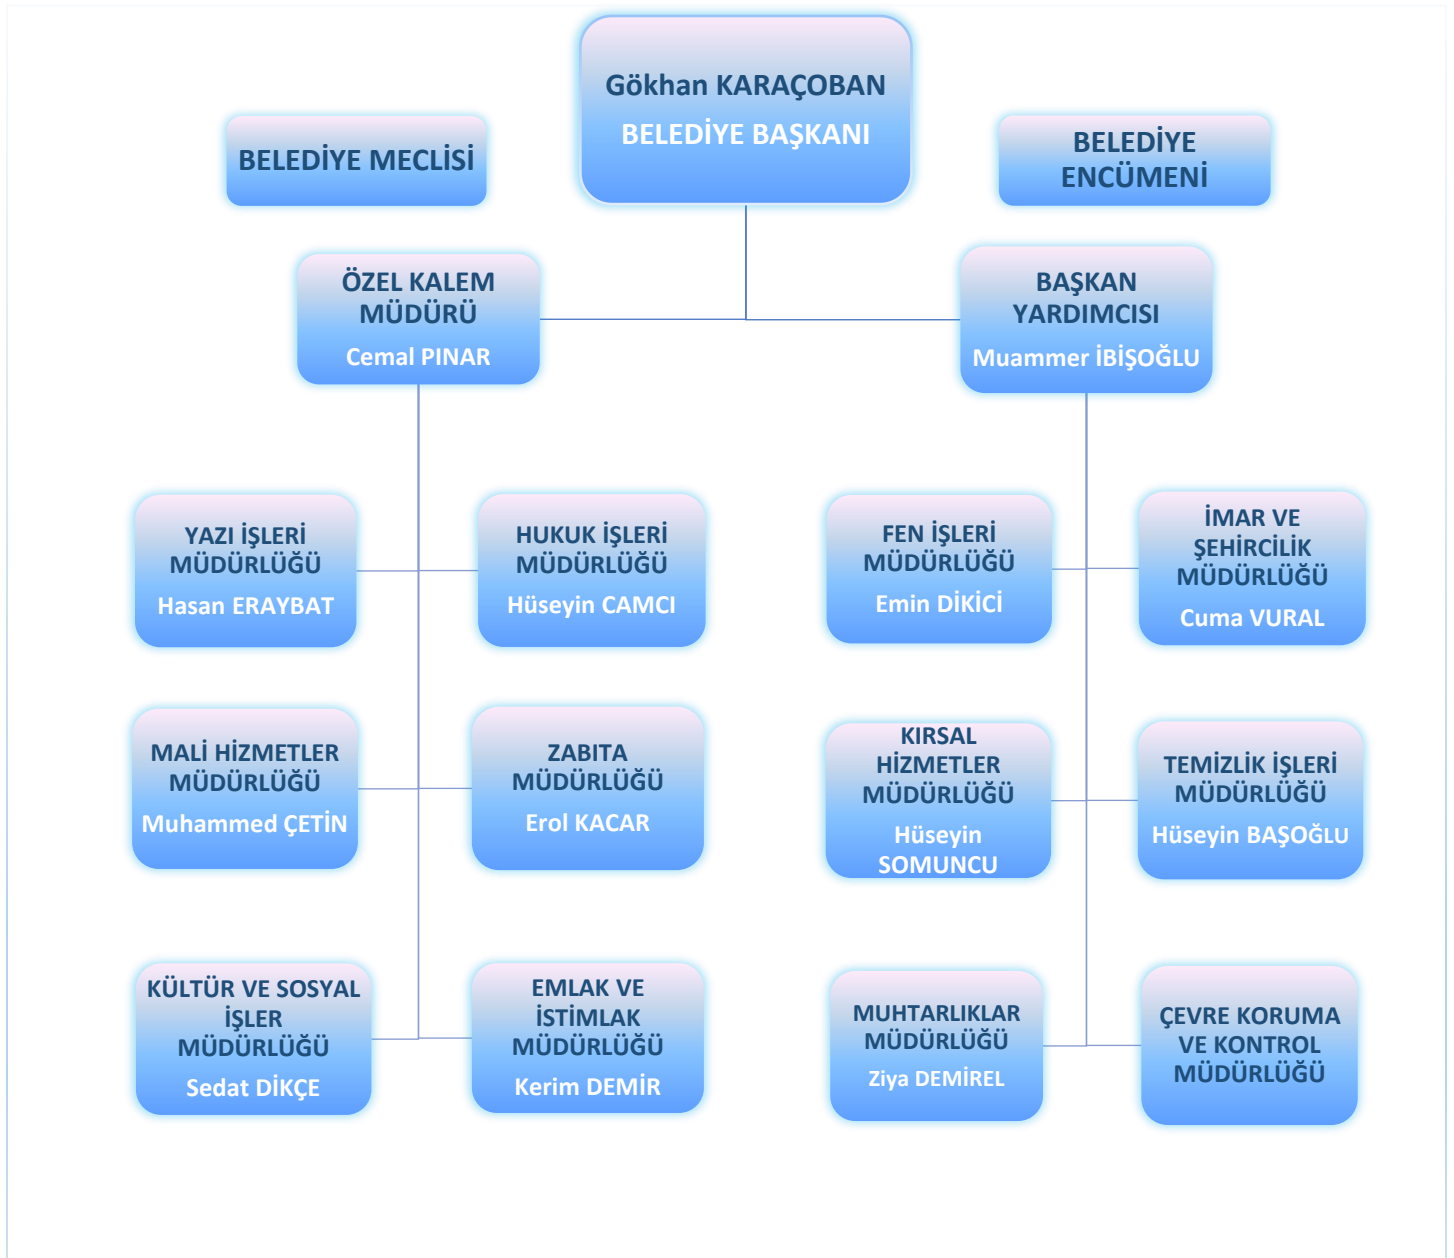 Gökhan KARAÇOBAN
BELEDİYE BAŞKANI
BELEDİYE MECLİSİ
BELEDİYE
ENCÜMENİ
ÖZEL KALEM
MÜDÜRÜ
Cemal PINAR
BAŞKAN
YARDIMCISI
Muammer İBİŞOĞLU
YAZI İŞLERİ
MÜDÜRLÜĞÜ
Hasan ERAYBAT
HUKUK İŞLERİ
MÜDÜRLÜĞÜ
Hüseyin CAMCI
FEN İŞLERİ
MÜDÜRLÜĞÜ
Emin DİKİCİ
İMAR VE
ŞEHİRCİLİK
MÜDÜRLÜĞÜ
Cuma VURAL
MALİ HİZMETLER
MÜDÜRLÜĞÜ
Muhammed ÇETİN
ZABITA
MÜDÜRLÜĞÜ
Erol KACAR
KIRSAL
HİZMETLER
MÜDÜRLÜĞÜ
Hüseyin
SOMUNCU
TEMİZLİK İŞLERİ
MÜDÜRLÜĞÜ
Hüseyin BAŞOĞLU
KÜLTÜR VE SOSYAL
İŞLER
MÜDÜRLÜĞÜ
Sedat DİKÇE
EMLAK VE
İSTİMLAK
MÜDÜRLÜĞÜ
Kerim DEMİR
MUHTARLIKLAR
MÜDÜRLÜĞÜ
Ziya DEMİREL
ÇEVRE KORUMA
VE KONTROL
MÜDÜRLÜĞÜ